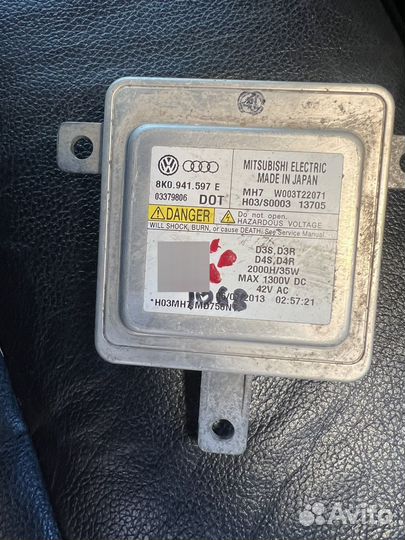 8K0.941.597 E
03379806 DOT
MITSUBISHI ELECTRIC
MADE IN JAPAN
MH7 W003T22071
H03/S0003 13705
DANGER
Do not open.
HAZARDOUS VOLTAGE
WILL SHOCK, BURN, or cause DEATH. See Service Manual.
D3S, D3R
D4S, D4R
2000H/35W
MAX 1300V DC
42V AC
2013 02:57:21
Avito